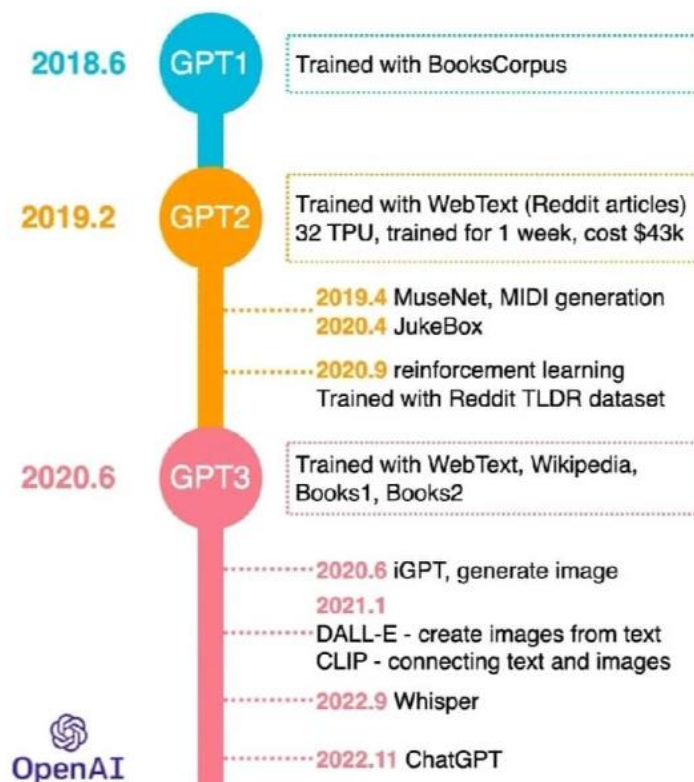 2018.6
GPT1
Trained with BooksCorpus
2019.2
GPT2
Trained with WebText (Reddit articles)
32 TPU, trained for 1 week, cost $43k
2019.4 MuseNet, MIDI generation
2020.4 JukeBox
2020.9 reinforcement learning
Trained with Reddit TLDR dataset
2020.6
GPT3
Trained with WebText, Wikipedia,
Books1, Books2
2020.6 iGPT, generate image
2021.1
DALL-E - create images from text
CLIP - connecting text and images
2022.9 Whisper
2022.11 ChatGPT
OpenAI